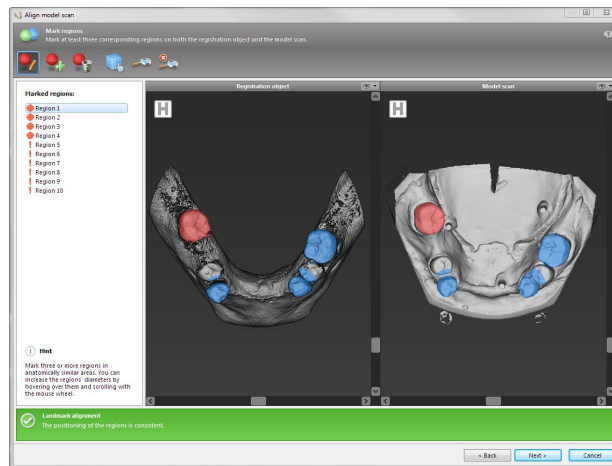 Align model scan
Mark regions
Mark at least three corresponding regions on both the registration object and the model scan.
Marked regions:
Region 1
Region 2
Region 3
Region 4
Region 5
Region 6
Region 7
Region 8
Region 9
Region 10
Registration object
H
Model scan
H
Hint
Mark three or more regions in
anatomically similar areas. You can
increase the regions' diameters by
hovering over them and scrolling with
the mouse wheel.
Landmark alignment
The positioning of the regions is consistent.
< Back
Next >
Cancel